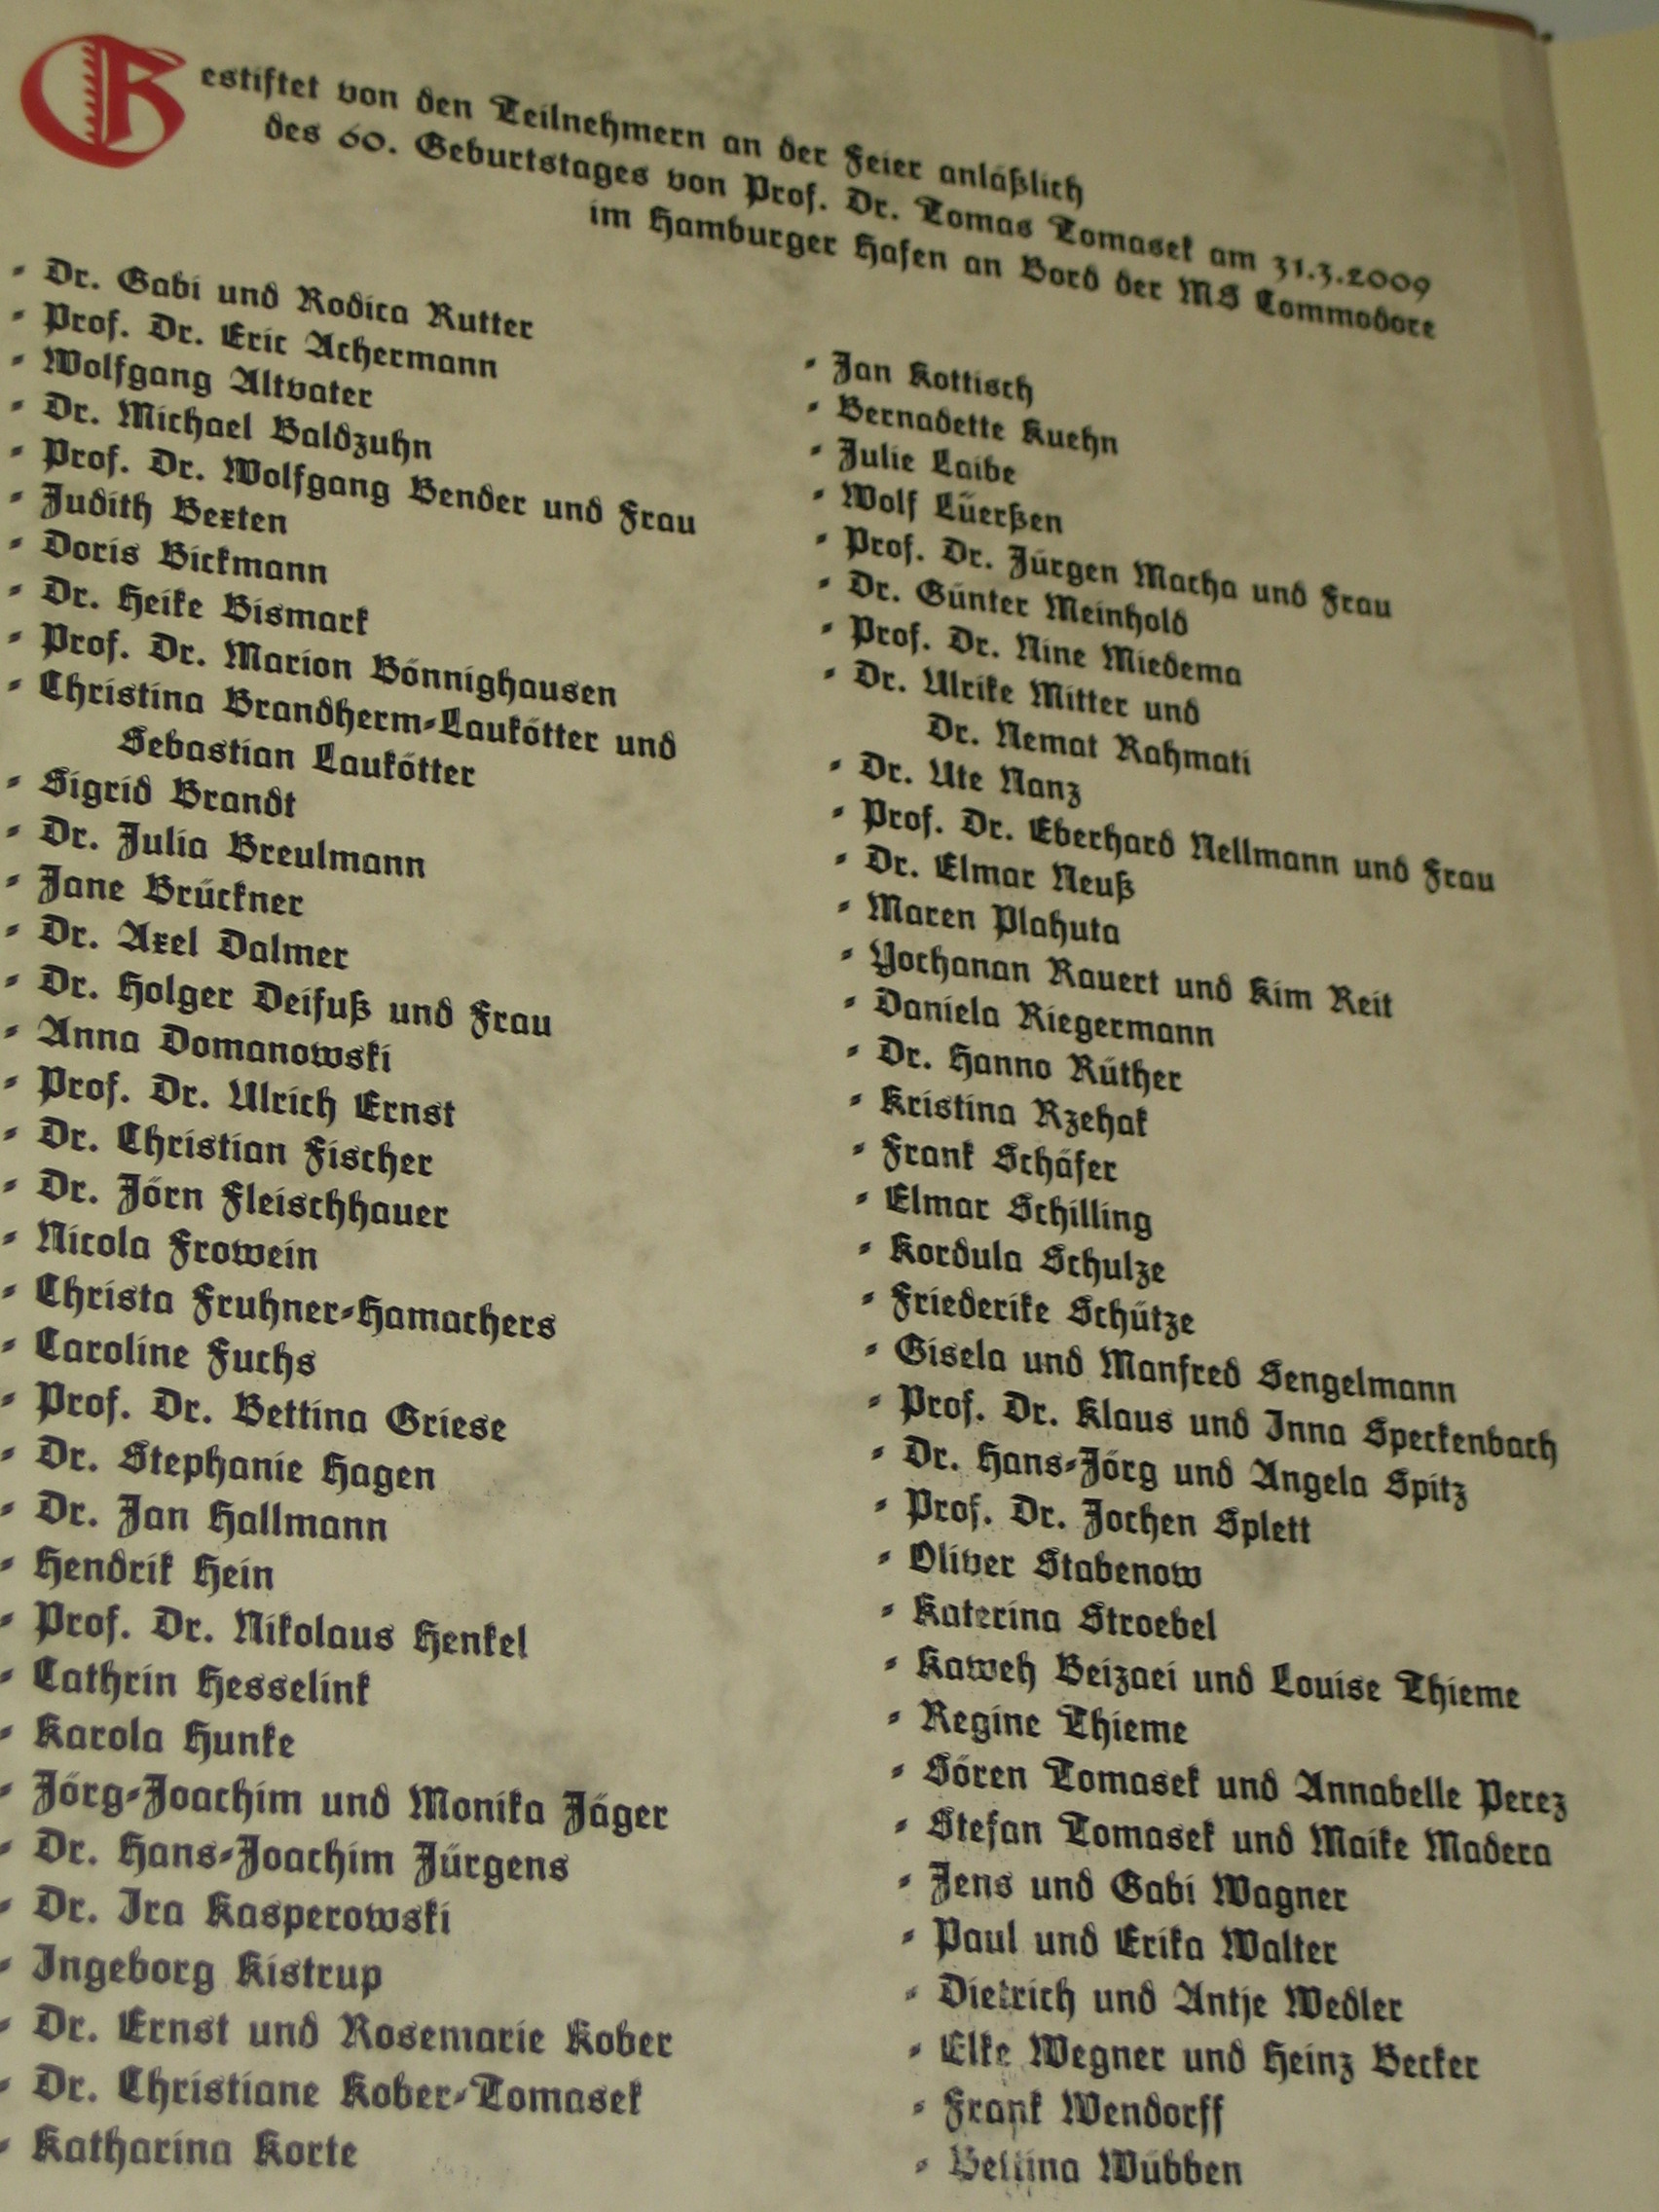 Gestiftet von den Teilnehmern an der Feier anläßlich
des 60. Geburtstages von Prof. Dr. Tomas Tomasek am 31.3.2009
im Hamburger Hafen an Bord der MS Commodore
- Dr. Gabi und Rodica Rutter
- Prof. Dr. Eric Achermann
- Wolfgang Altvater
- Dr. Michael Baldzuhn
- Prof. Dr. Wolfgang Bender und Frau
- Judith Bexten
- Doris Bickmann
- Dr. Heike Bismark
- Prof. Dr. Marion Bönnighausen
- Christina Brandherm-Laukötter und
Sebastian Laukötter
- Sigrid Brandt
- Dr. Julia Breulmann
- Jane Brückner
- Dr. Axel Dalmer
- Dr. Holger Deifuß und Frau
- Anna Domanowski
- Prof. Dr. Ulrich Ernst
- Dr. Christian Fischer
- Dr. Jörn Fleischhauer
- Nicola Frowein
- Christa Fruhner-Hamachers
- Caroline Fuchs
- Prof. Dr. Bettina Griese
- Dr. Stephanie Hagen
- Dr. Jan Hallmann
- Hendrik Hein
- Prof. Dr. Nikolaus Henkel
- Cathrin Hesselink
- Karola Hunke
- Jörg-Joachim und Monika Jäger
- Dr. Hans-Joachim Jürgens
- Dr. Ira Kasperowski
- Ingeborg Kistrup
- Dr. Ernst und Rosemarie Kober
- Dr. Christiane Kober-Tomasek
- Katharina Korte
- Jan Kottisch
- Bernadette Kuehn
- Julie Laibe
- Wolf Lüerßen
- Prof. Dr. Jürgen Macha und Frau
- Dr. Günter Meinhold
- Prof. Dr. Nine Miedema
- Dr. Ulrike Mitter und
Dr. Nemat Rahmati
- Dr. Ute Nanz
- Prof. Dr. Eberhard Nellmann und Frau
- Dr. Elmar Neuß
- Maren Plahuta
- Yochanan Rauert und Kim Reit
- Daniela Riegermann
- Dr. Hanno Rüther
- Kristina Rzehak
- Frank Schäfer
- Elmar Schilling
- Kordula Schulze
- Friederike Schütze
- Gisela und Manfred Sengelmann
- Prof. Dr. Klaus und Inna Speckenbach
- Dr. Hans-Jörg und Angela Spitz
- Prof. Dr. Jochen Splett
- Oliver Stabenow
- Katerina Stroebel
- Kaweh Beizaei und Louise Thieme
- Regine Thieme
- Sören Tomasek und Annabelle Perez
- Stefan Tomasek und Maike Madera
- Jens und Gabi Wagner
- Paul und Erika Walter
- Dietrich und Antje Wedler
- Elke Wegner und Heinz Becker
- Frank Wendorff
- Bettina Wübben